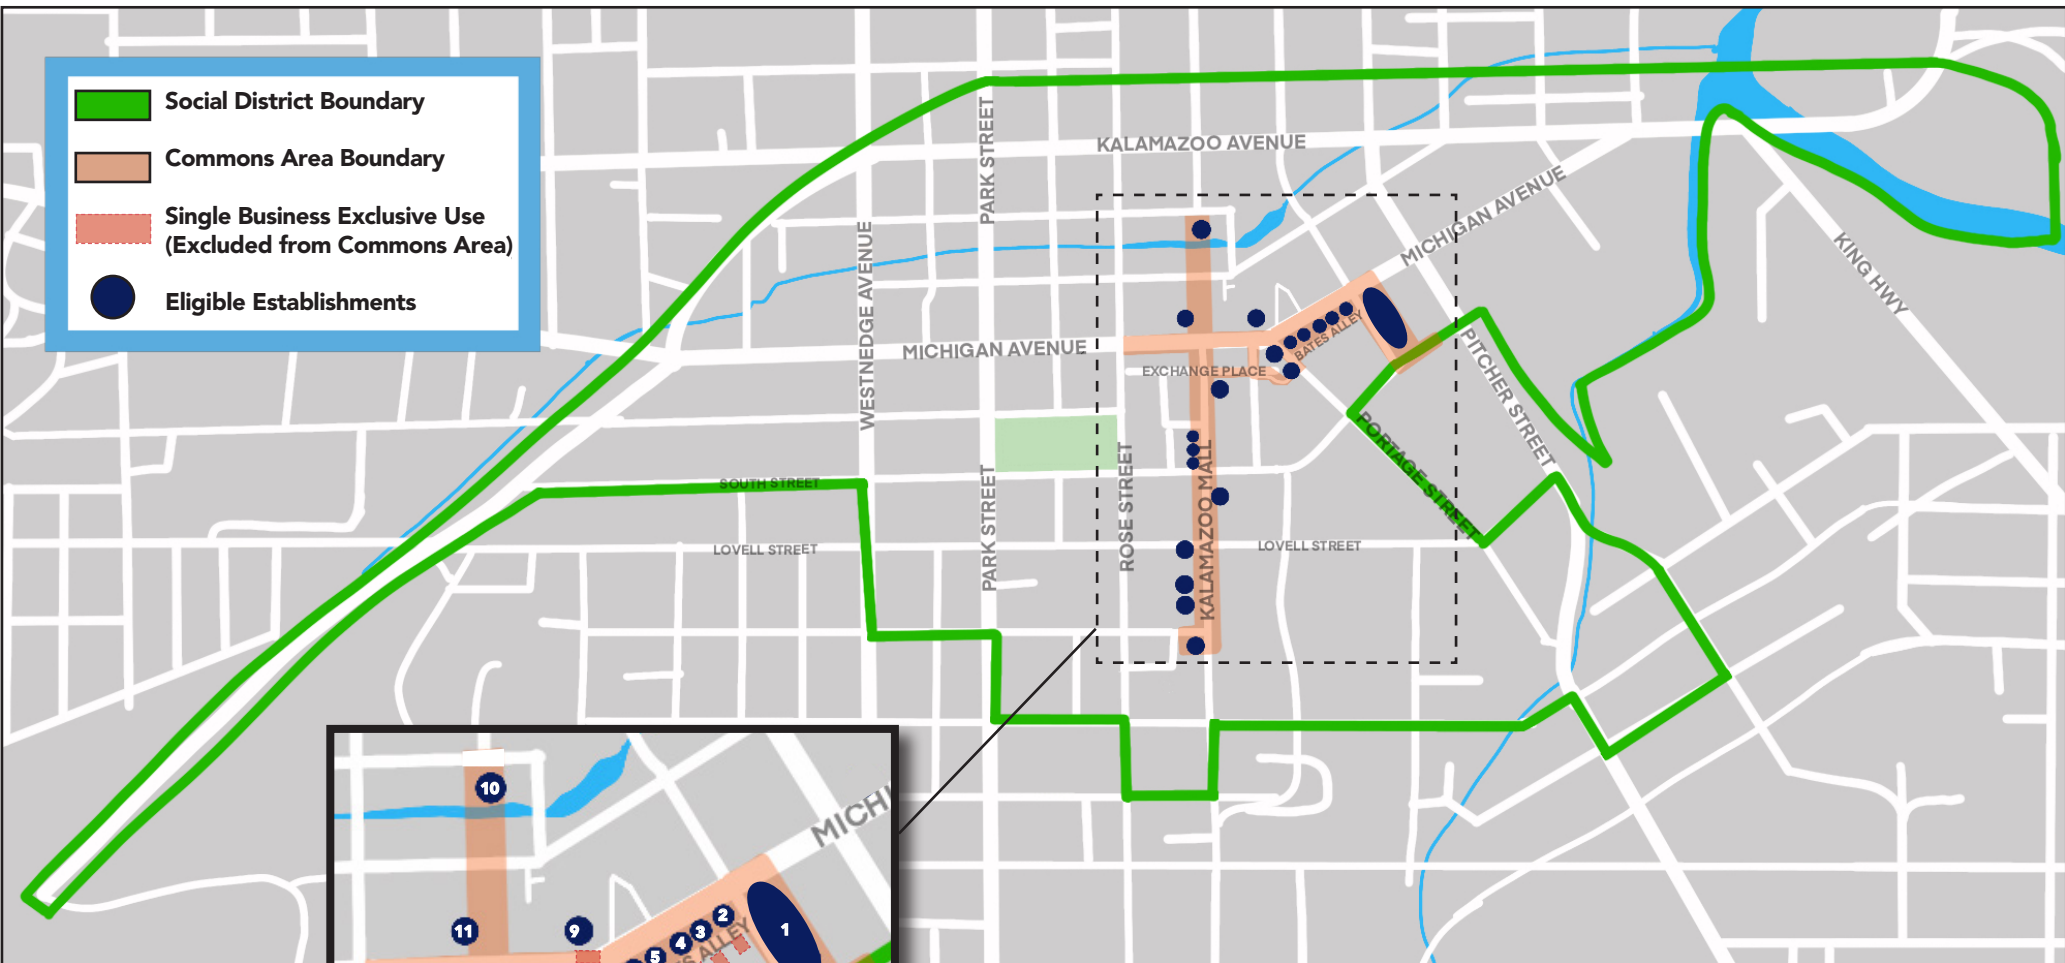 Social District Boundary
Commons Area Boundary
Single Business Exclusive Use
(Excluded from Commons Area)
Eligible Establishments
PARK STREET
KALAMAZOO AVENUE
MICHIGAN AVENUE
KING HWY
WESTNEDGE AVENUE
MICHIGAN AVENUE
BATES ALLEY
EXCHANGE PLACE
PITCHER STREET
PORTAGE STREET
SOUTH STREET
PARK STREET
ROSE STREET
KALAMAZOO MALL
LOVELL STREET
LOVELL STREET
10
MICHI
11
9
5
4
3
2
1
ES ALLEY